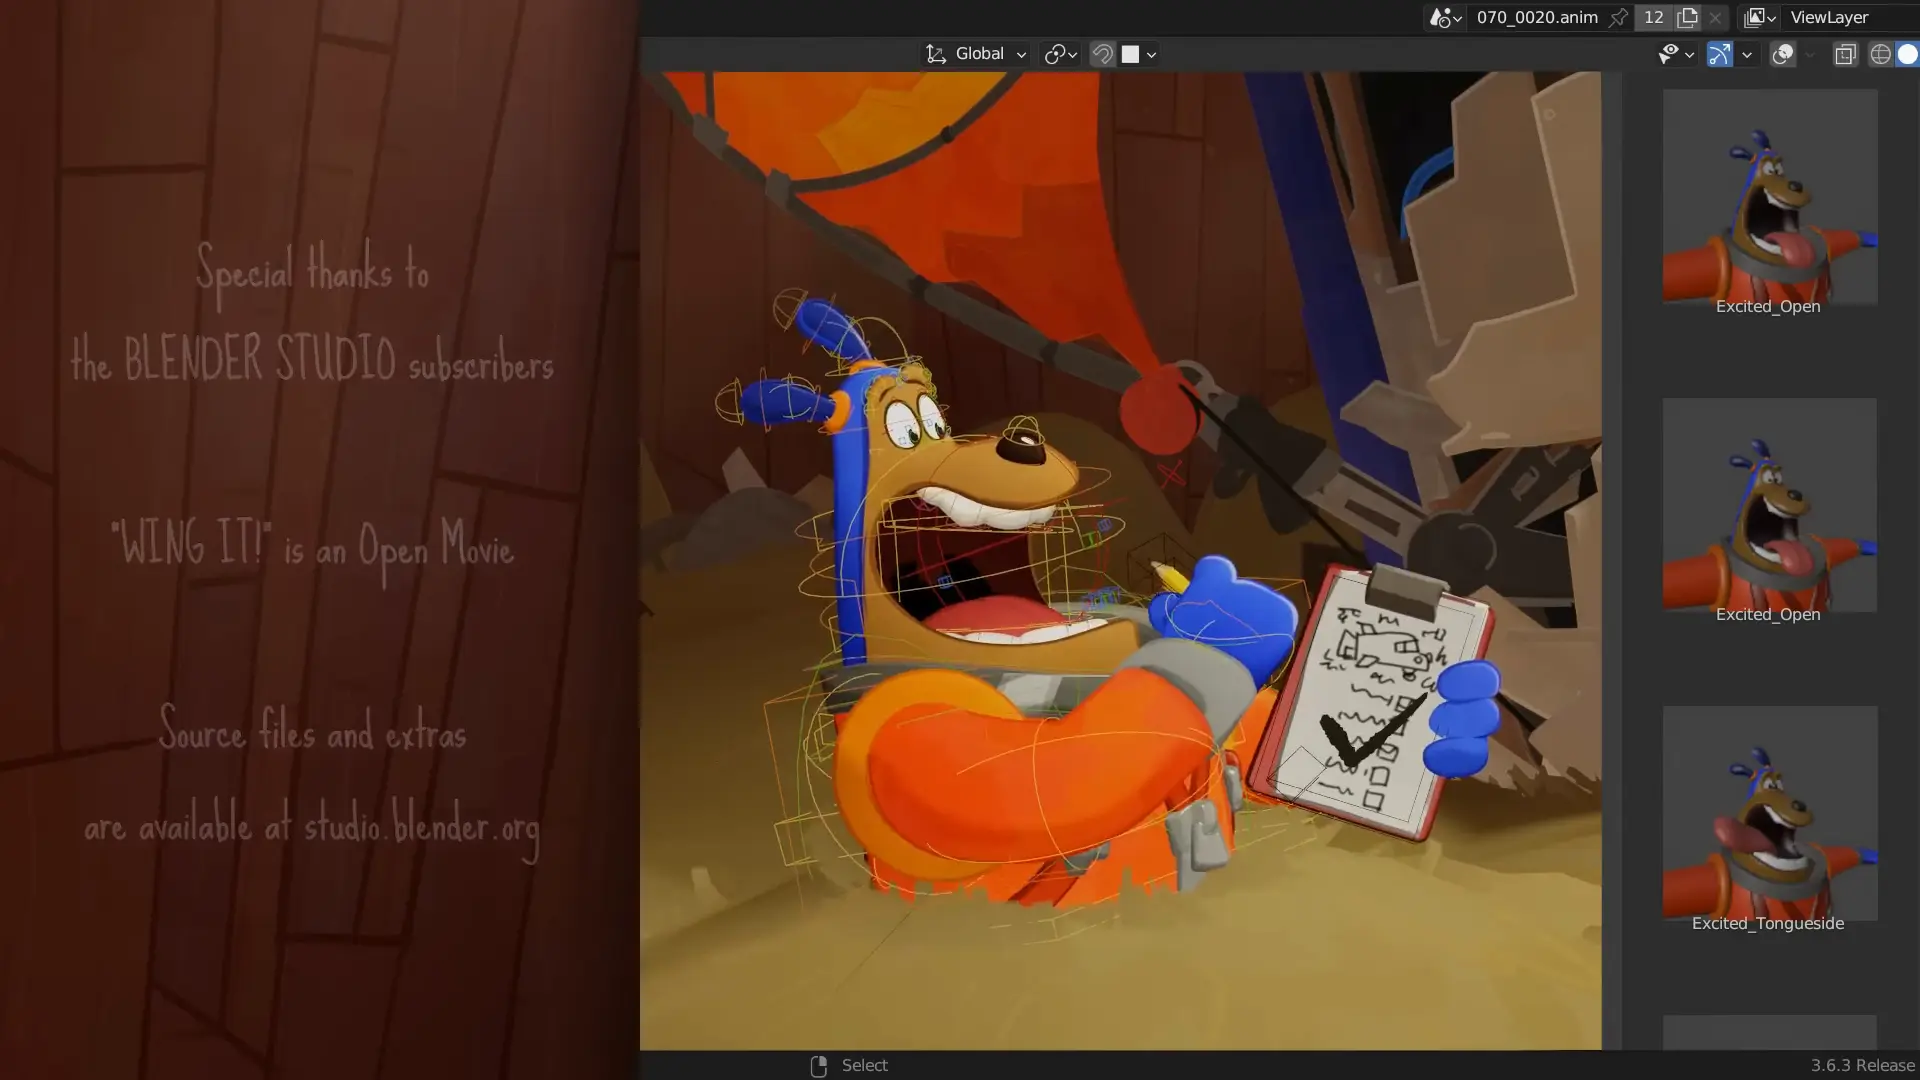 Special thanks to
the BLENDER STUDIO subscribers
"WING IT!" is an Open Movie
Source files and extras
are available at studio.blender.org
070_0020.anim
12
ViewLayer
Global
Excited_Open
Excited_Open
Excited_Tongueside
Select
3.6.3 Release